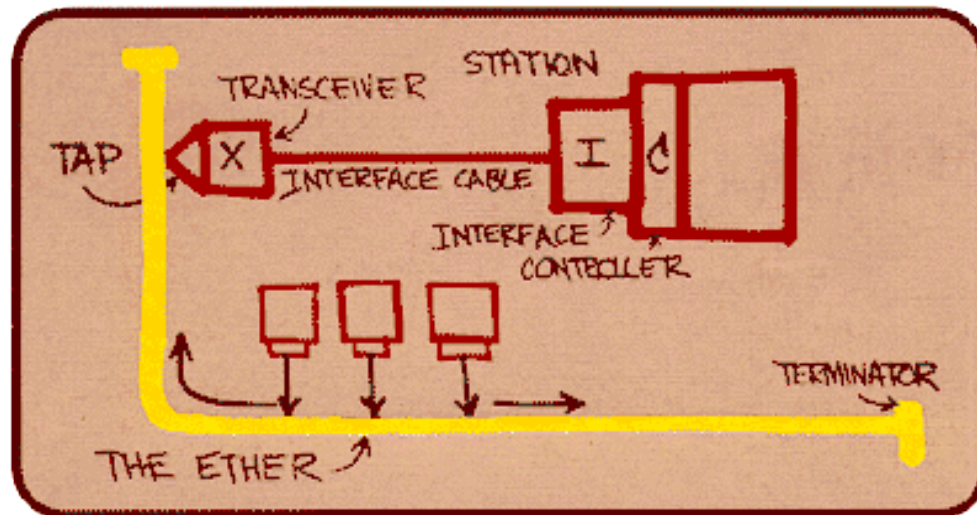 STATION
TRANSCEIVER
TAP
X
I
C
INTERFACE CABLE
INTERFACE
CONTROLLER
TERMINATOR
THE ETHER